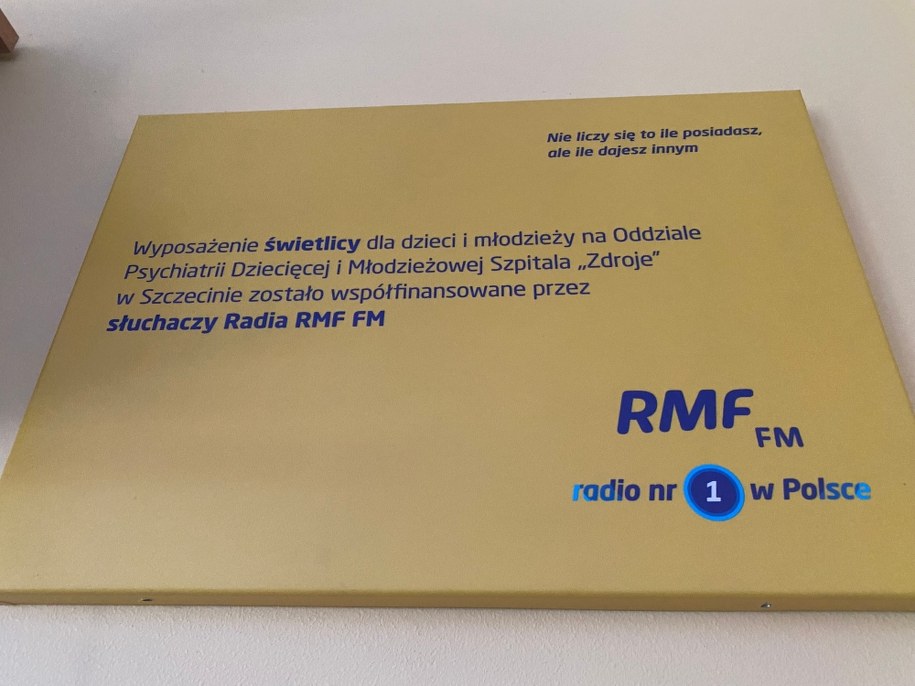 Nie liczy się to ile posiadasz,
ale ile dajesz innym
Wyposażenie świetlicy dla dzieci i młodzieży na Oddziale
Psychiatrii Dziecięcej i Młodzieżowej Szpitala „Zdroje”
w Szczecinie zostało współfinansowane przez
słuchaczy Radia RMF FM
RMF
FM
radio nr 1 w Polsce